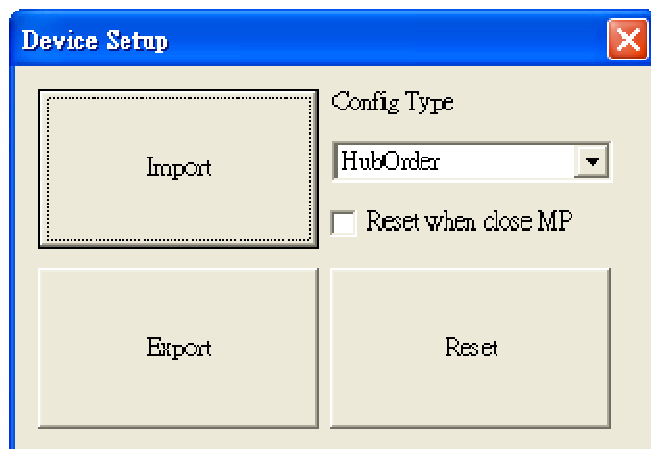 Device Setup
Import
Config Type
HubOrder
Reset when close MP
Export
Reset